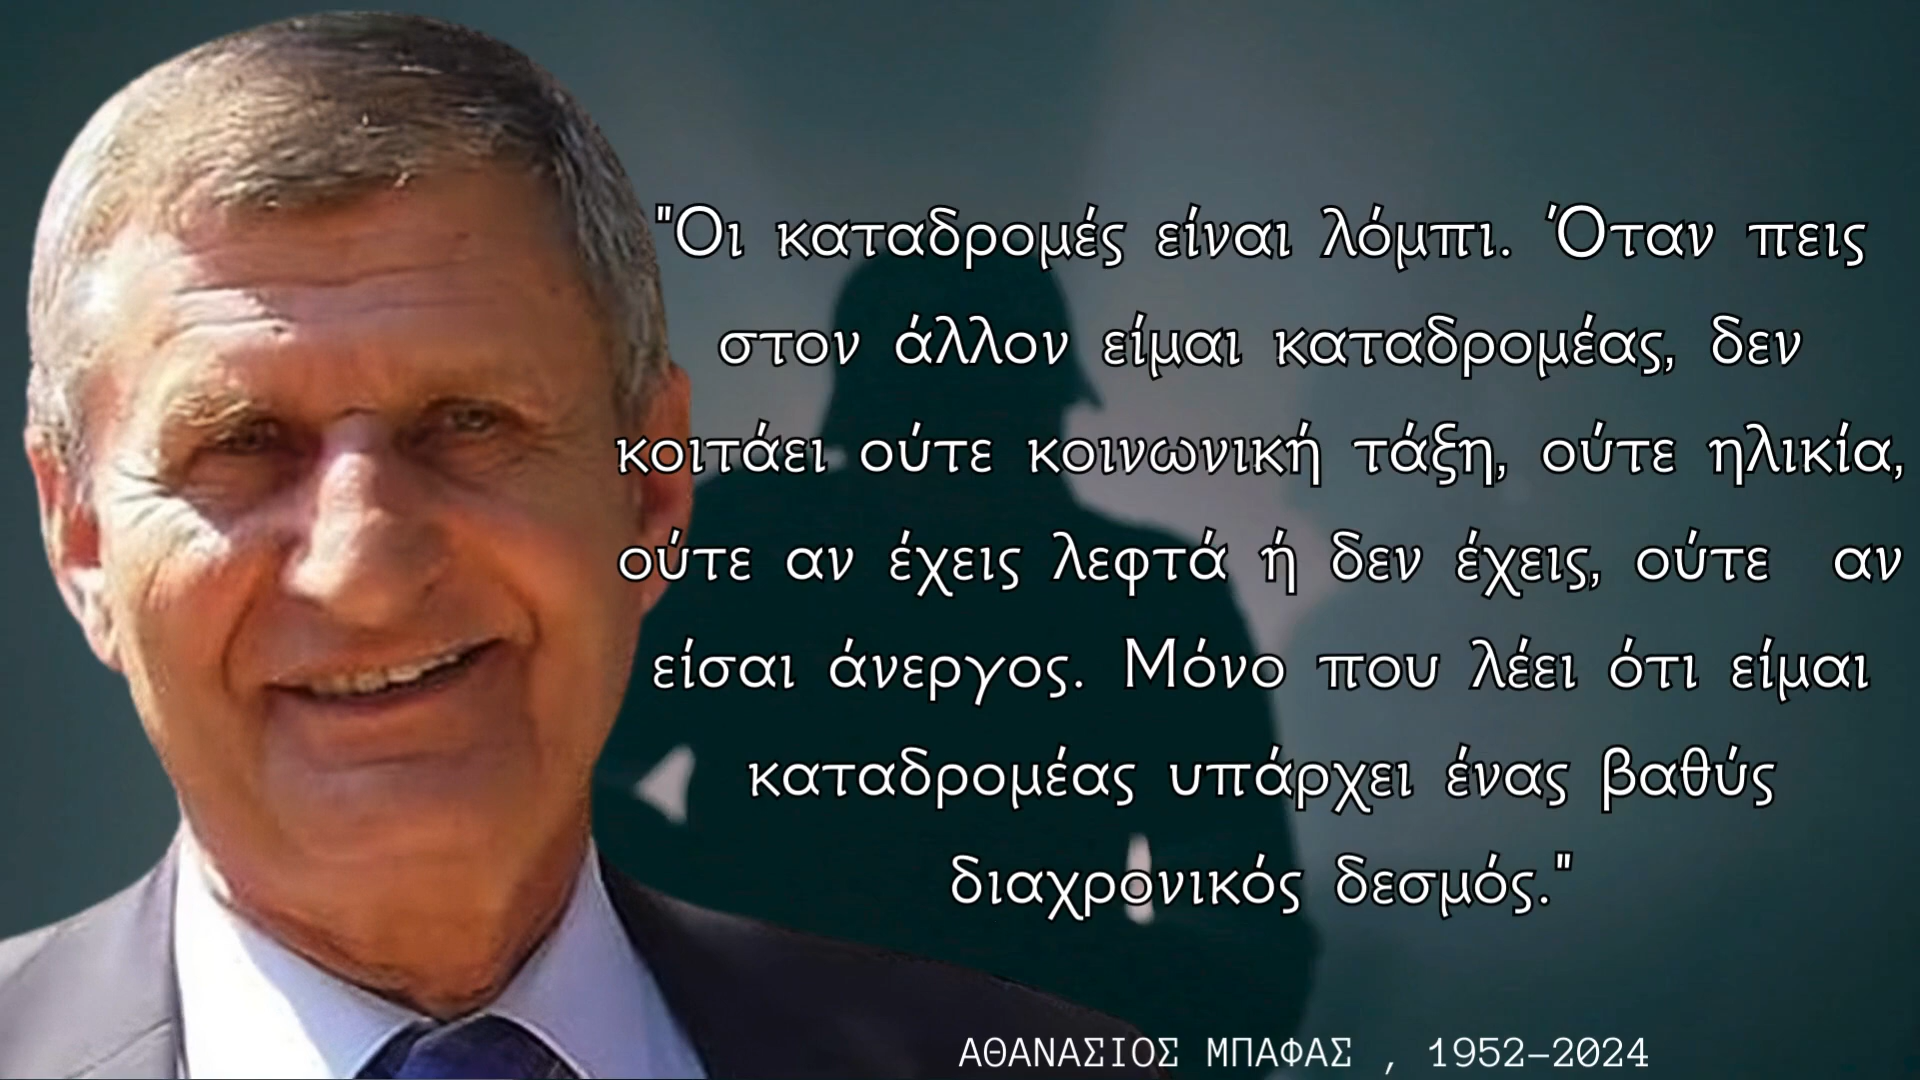 "Οι καταδρομές είναι λόμπι. Όταν πεις
στον άλλον είμαι καταδρομέας, δεν
κοιτάει ούτε κοινωνική τάξη, ούτε ηλικία,
ούτε αν έχεις λεφτά ή δεν έχεις, ούτε αν
είσαι άνεργος. Μόνο που λέει ότι είμαι
καταδρομέας υπάρχει ένας βαθύς
διαχρονικός δεσμός."
ΑΘΑΝΑΣΙΟΣ ΜΠΑΦΑΣ , 1952-2024